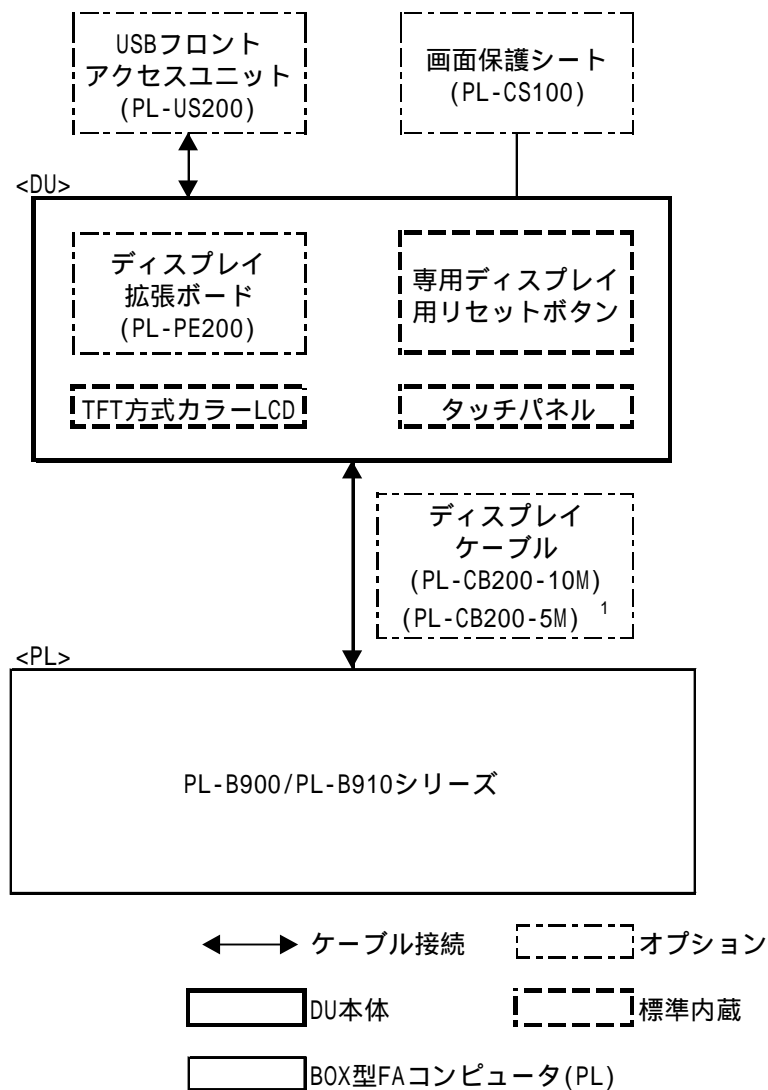 USBフロント
アクセスユニット
(PL-US200)
画面保護シート
(PL-CS100)
<DU>
ディスプレイ
拡張ボード
(PL-PE200)
専用ディスプレイ
用リセットボタン
TFT方式カラーLCD
タッチパネル
ディスプレイ
ケーブル
(PL-CB200-10M)
(PL-CB200-5M) 1
<PL>
PL-B900/PL-B910シリーズ
ケーブル接続
オプション
DU本体
標準内蔵
BOX型FAコンピュータ(PL)